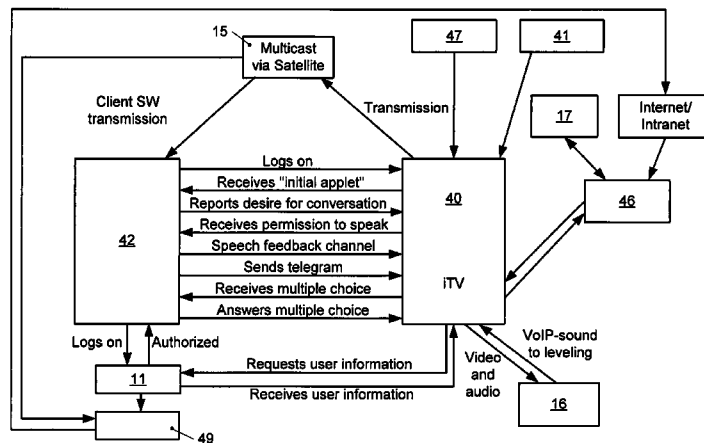 15
Multicast
via Satellite
47
41
Client SW
transmission
Transmission
17
Internet/
Intranet
Logs on
Receives "initial applet"
40
Reports desire for conversation
46
Receives permission to speak
42
Speech feedback channel
Sends telegram
iTV
Receives multiple choice
Answers multiple choice
Logs on
Authorized
VoIP-sound
to leveling
Requests user information
Video
and
audio
11
Receives user information
16
49